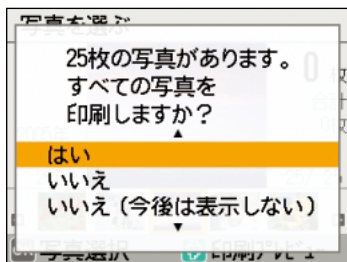 写真を選ぶ
25枚の写真があります。
すべての写真を
印刷しますか？
はい
いいえ
いいえ（今後は表示しない）
写真選択 印刷プレビュー